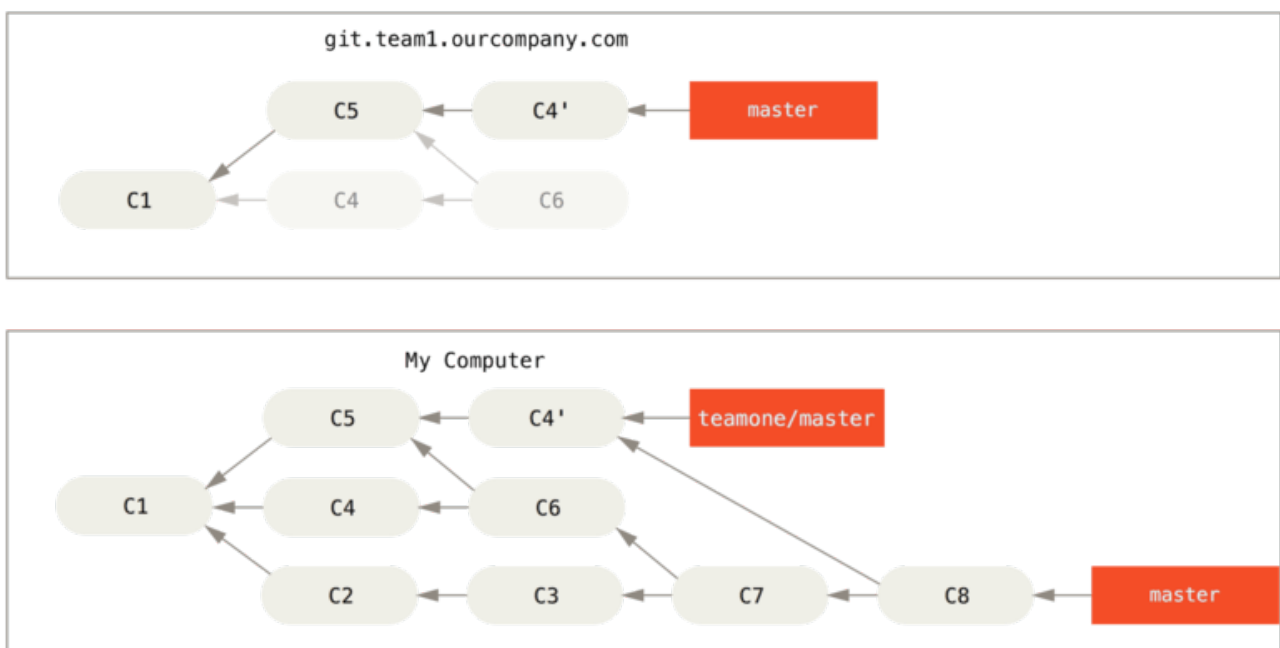 git.team1.ourcompany.com
C5 C4' master
C1 C4 C6
My Computer
C5 C4' teamone/master
C1 C4 C6
C2 C3 C7 C8 master